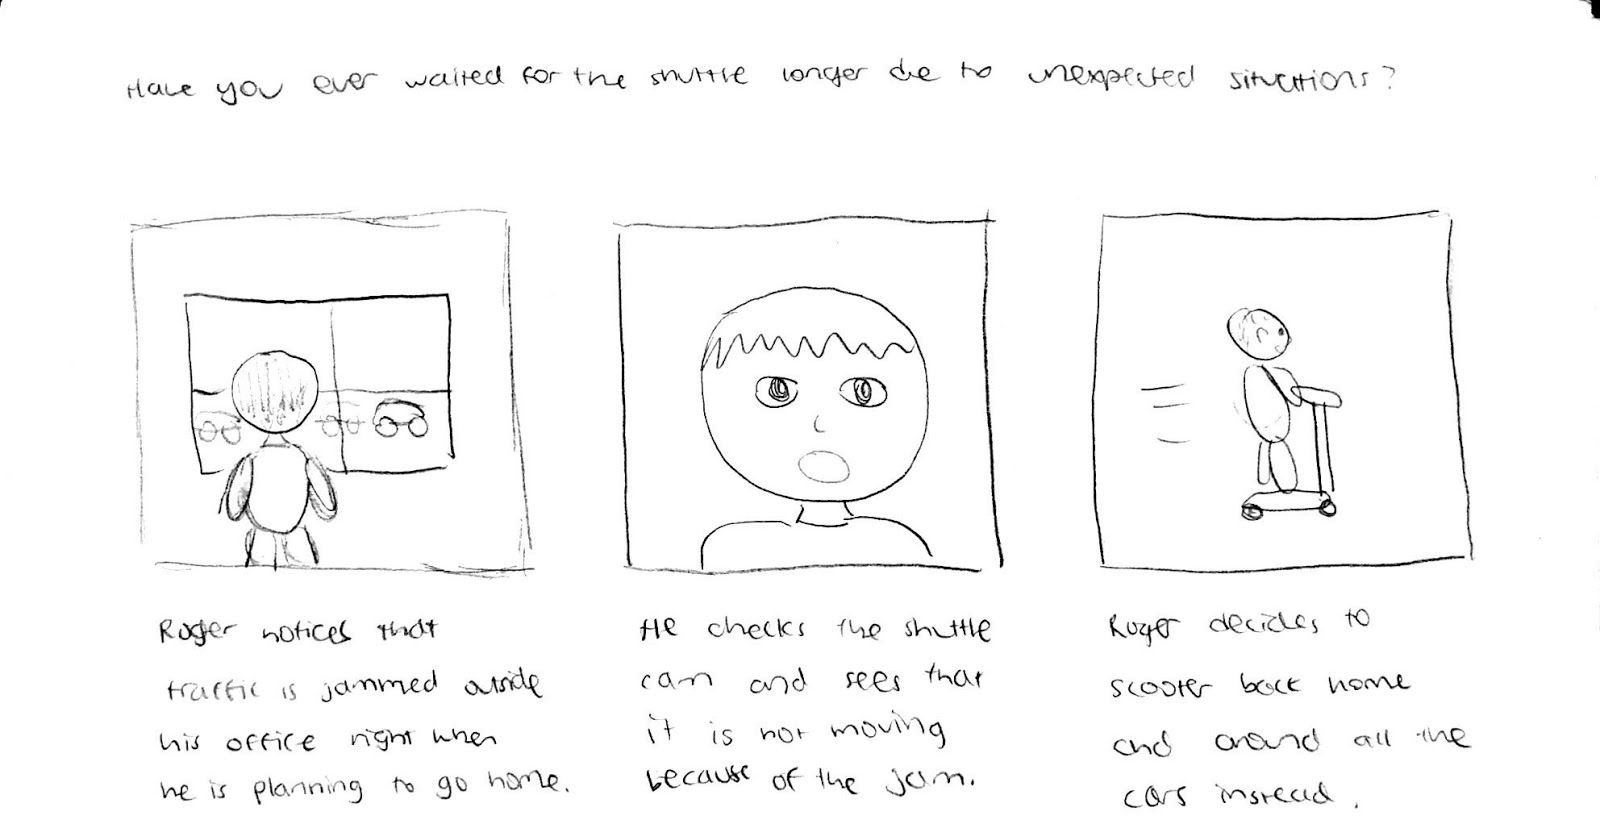 Have you ever waited for the shuttle longer due to unexpected situations?
Roger notices that
traffic is jammed outside
his office right when
he is planning to go home.
He checks the shuttle
cam and sees that
it is not moving
because of the jam.
Roger decides to
scooter back home
and around all the
cars instead.